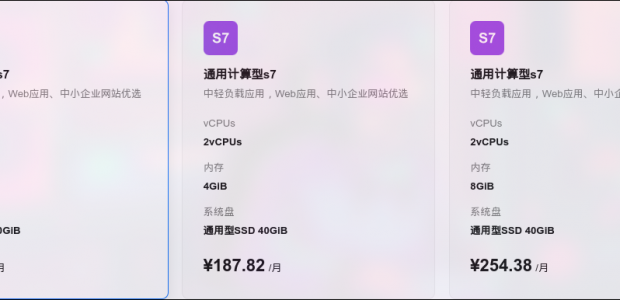 s7
，Web应用、中小企业网站优选
GiB
月
S7
通用计算型s7
中轻负载应用，Web应用、中小企业网站优选
vCPUs
2vCPUs
内存
4GiB
系统盘
通用型SSD 40GiB
¥187.82 /月
S7
通用计算型s7
中轻负载应用，Web应用、中小企
vCPUs
2vCPUs
内存
8GiB
系统盘
通用型SSD 40GiB
¥254.38 /月